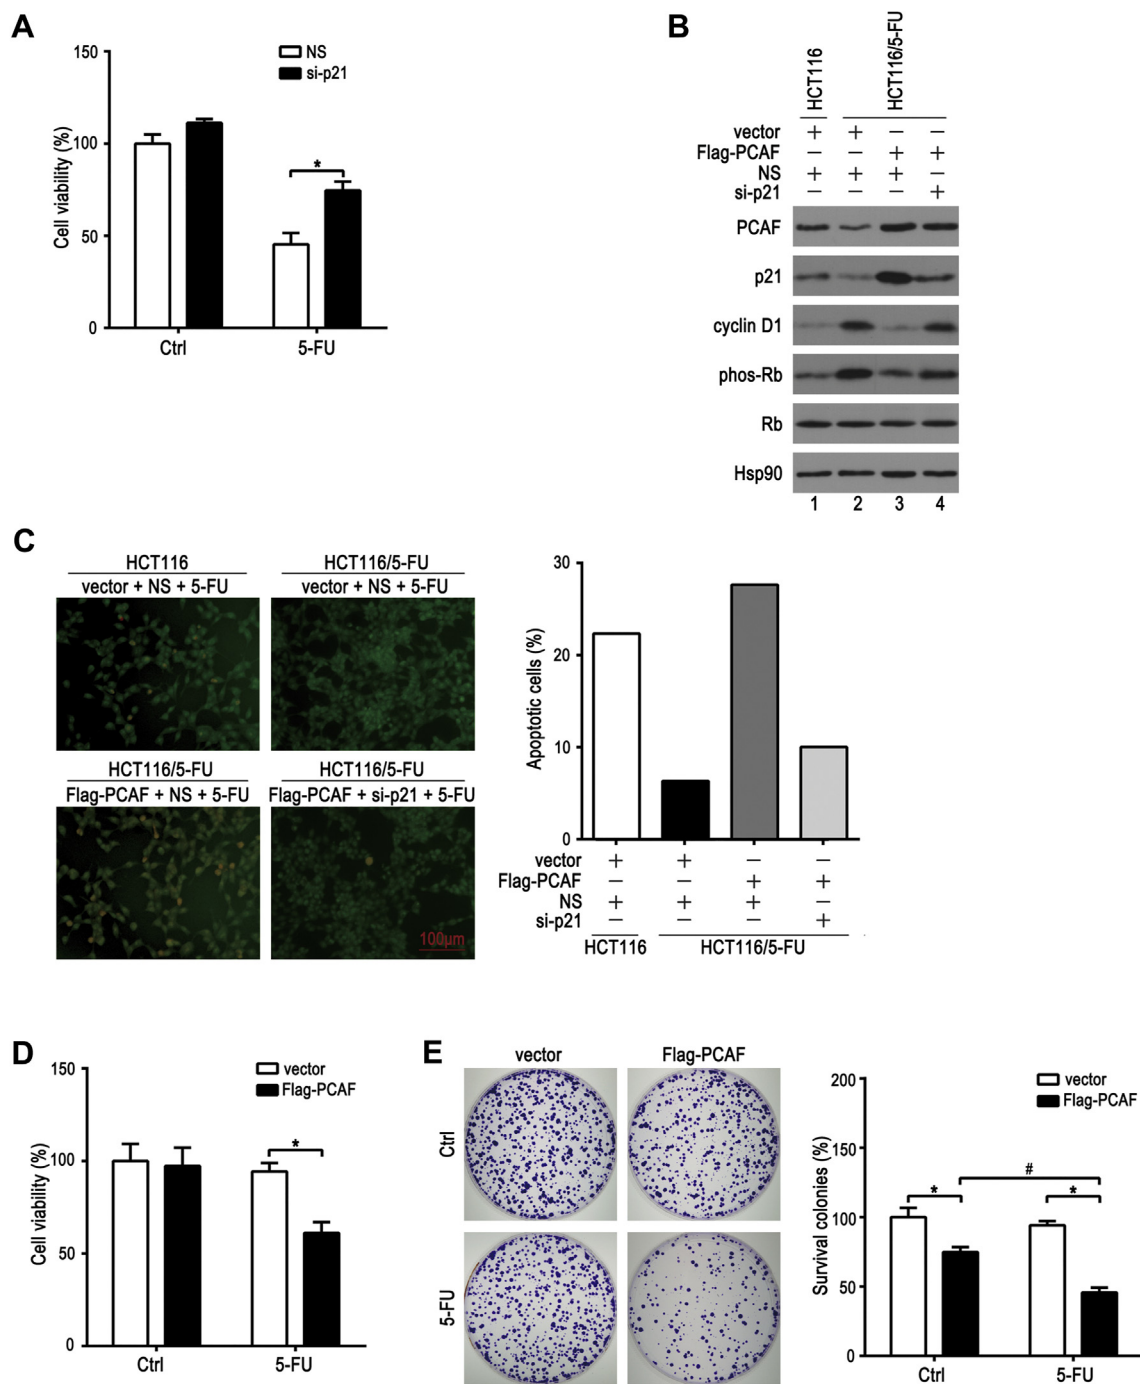 A
150
100
50
0
Cell viability (%)
NS
si-p21
*
Ctrl
5-FU
B
HCT116
HCT116/5-FU
vector + + − −
Flag-PCAF − − + +
NS + + + −
si-p21 − − − +
PCAF
p21
cyclin D1
phos-Rb
Rb
Hsp90
1 2 3 4
C
HCT116
vector + NS + 5-FU
HCT116/5-FU
vector + NS + 5-FU
HCT116/5-FU
Flag-PCAF + NS + 5-FU
HCT116/5-FU
Flag-PCAF + si-p21 + 5-FU
100μm
30
20
10
0
Apoptotic cells (%)
vector + + − −
Flag-PCAF − − + +
NS + + + −
si-p21 − − − +
HCT116
HCT116/5-FU
D
150
100
50
0
Cell viability (%)
vector
Flag-PCAF
*
Ctrl
5-FU
E
vector
Flag-PCAF
Ctrl
5-FU
200
150
100
50
0
Survival colonies (%)
vector
Flag-PCAF
#
* *
Ctrl
5-FU